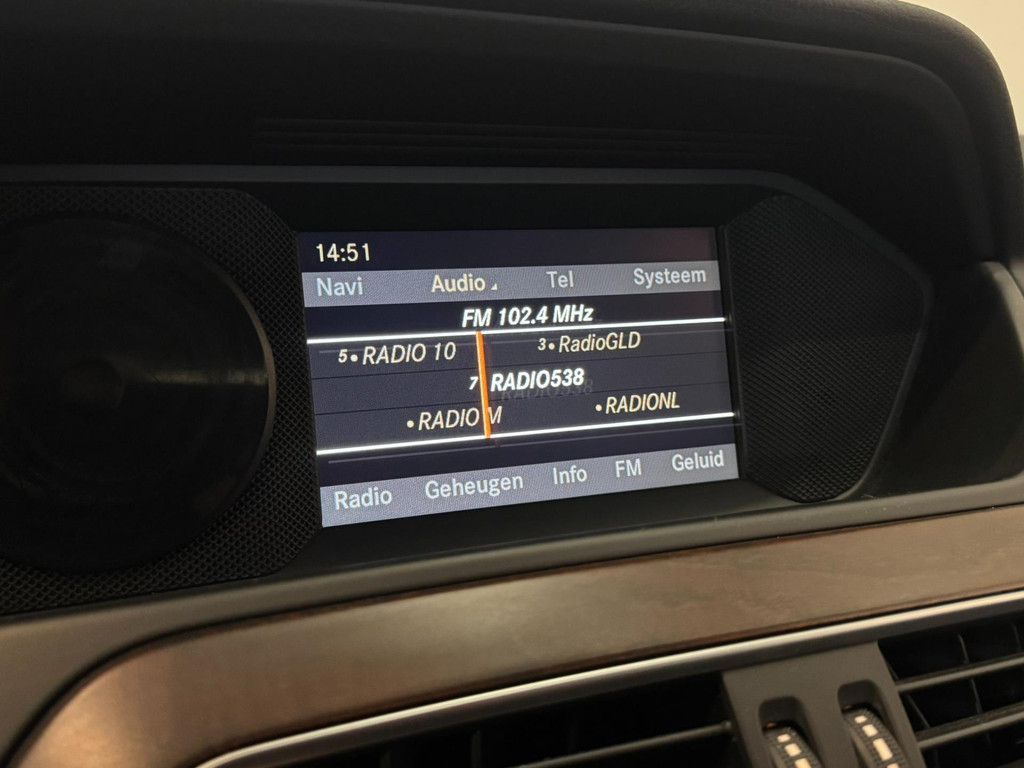 14:51
Navi Audio Tel Systeem
FM 102.4 MHz
5•RADIO 10 3•RadioGLD
7 RADIO538
•RADIO M •RADIONL
Radio Geheugen Info FM Geluid